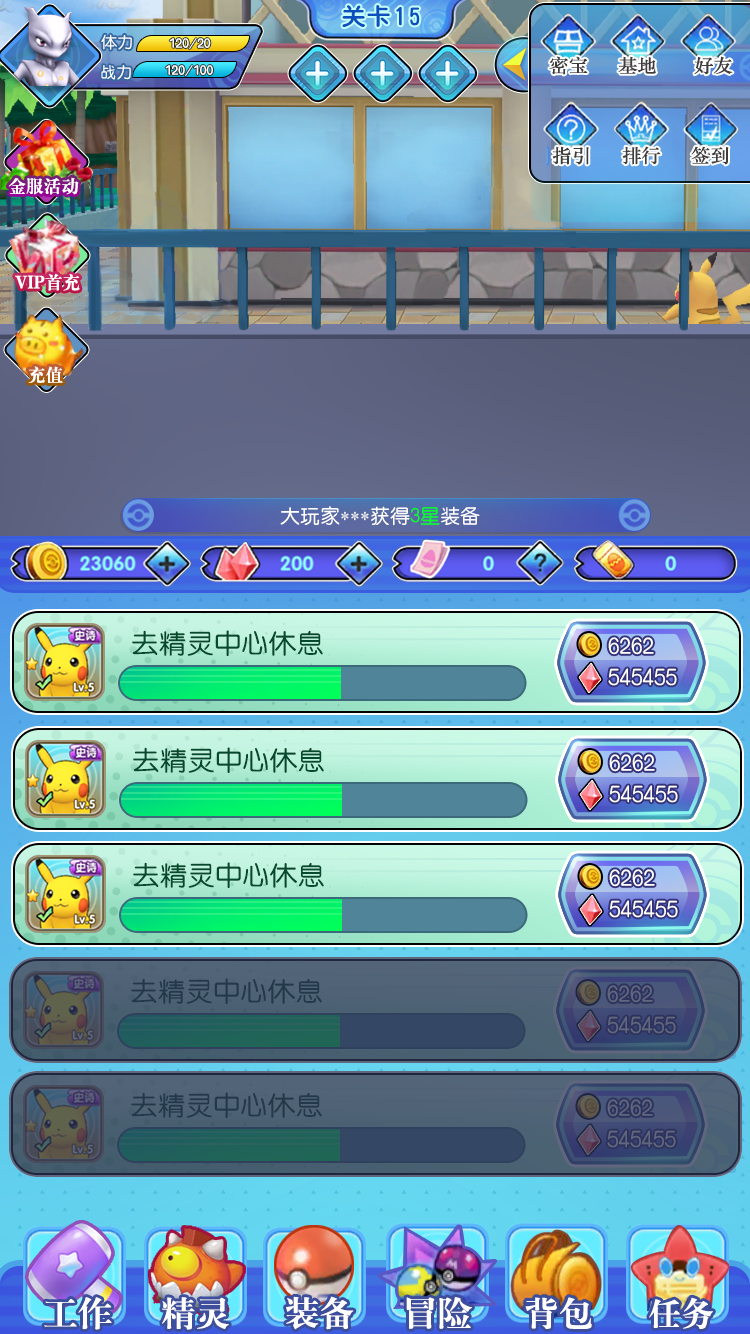 关卡15
体力 120/20
战力 120/100
密宝 基地 好友
指引 排行 签到
金服活动
VIP首充
充值
大玩家***获得3星装备
23060 200 ? 0 0
史诗
去精灵中心休息
Lv.5
6262
545455
史诗
去精灵中心休息
Lv.5
6262
545455
史诗
去精灵中心休息
Lv.5
6262
545455
史诗
去精灵中心休息
Lv.5
6262
545455
史诗
去精灵中心休息
Lv.5
6262
545455
工作 精灵 装备 冒险 背包 任务